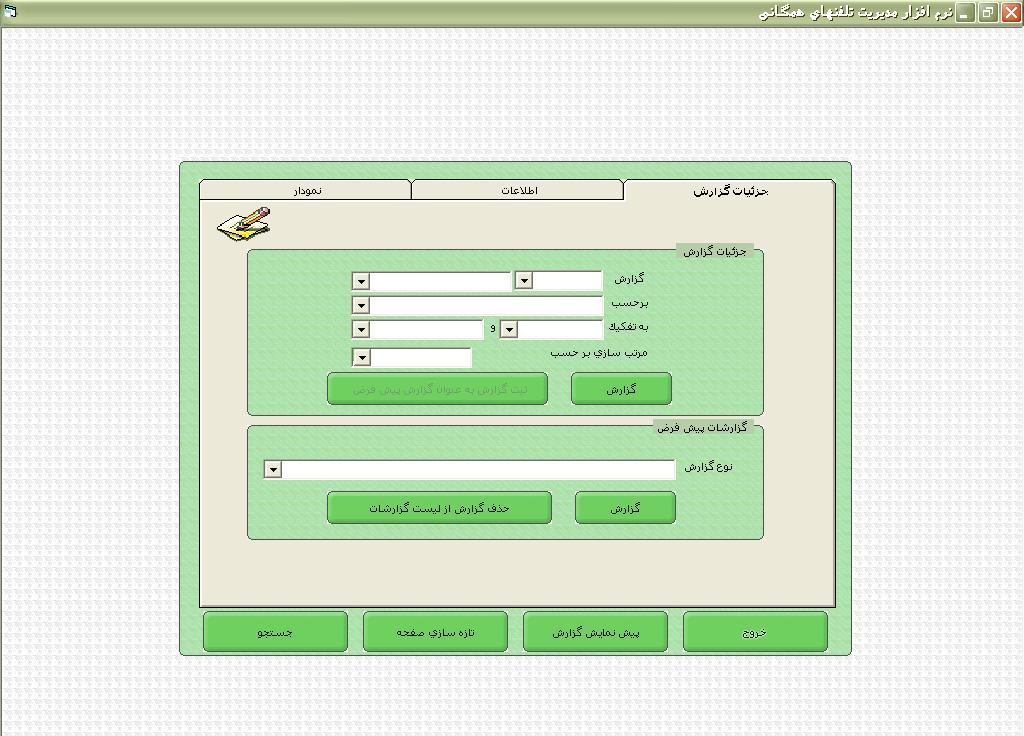 نرم افزار مديريت تلفنهاي همگاني
جزئيات گزارش
اطلاعات
نمودار
جزئيات گزارش
گزارش
برحسب
به تفكيك
و
مرتب سازي بر حسب
گزارش
ثبت گزارش به عنوان گزارش پيش فرض
گزارشات پيش فرض
نوع گزارش
گزارش
حذف گزارش از ليست گزارشات
خروج
پيش نمايش گزارش
تازه سازي صفحه
جستجو